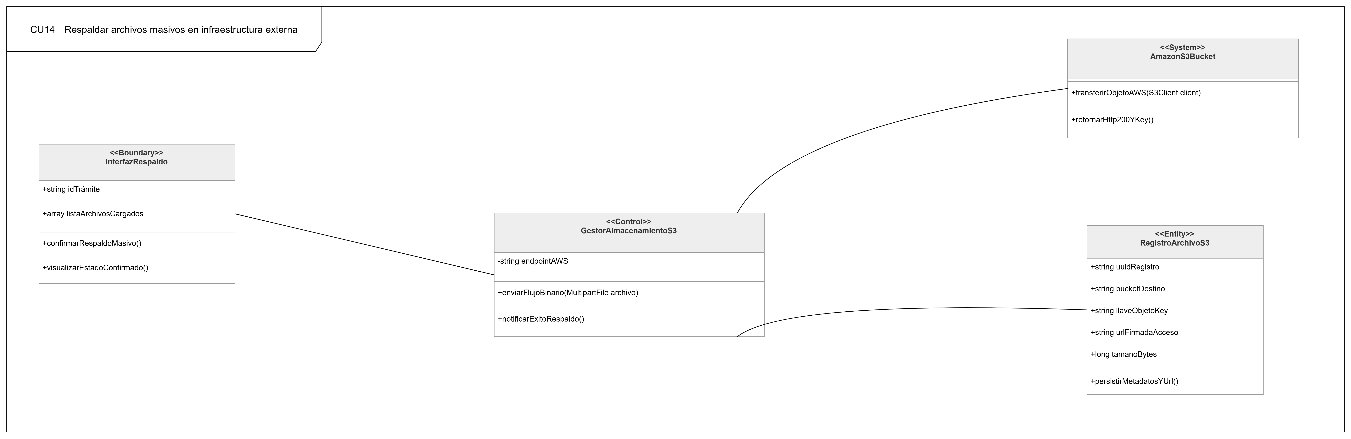 CU14 Respaldar archivos masivos en infraestructura externa
<<System>>
AmazonS3Bucket
+transferirObjetoAWS(S3Client client)
+retornarHttp200YKey()
<<Boundary>>
InterfazRespaldo
+string idTrámite
+array listaArchivosCargados
+confirmarRespaldoMasivo()
+visualizarEstadoConfirmado()
<<Control>>
GestorAlmacenamientoS3
-string endpointAWS
+enviarFlujoBinario(MultipartFile archivo)
+notificarExitoRespaldo()
<<Entity>>
RegistroArchivoS3
+string uuidRegistro
+string bucketDestino
+string llaveObjetoKey
+string urlFirmadaAcceso
+long tamanoBytes
+persistirMetadatosYUrl()